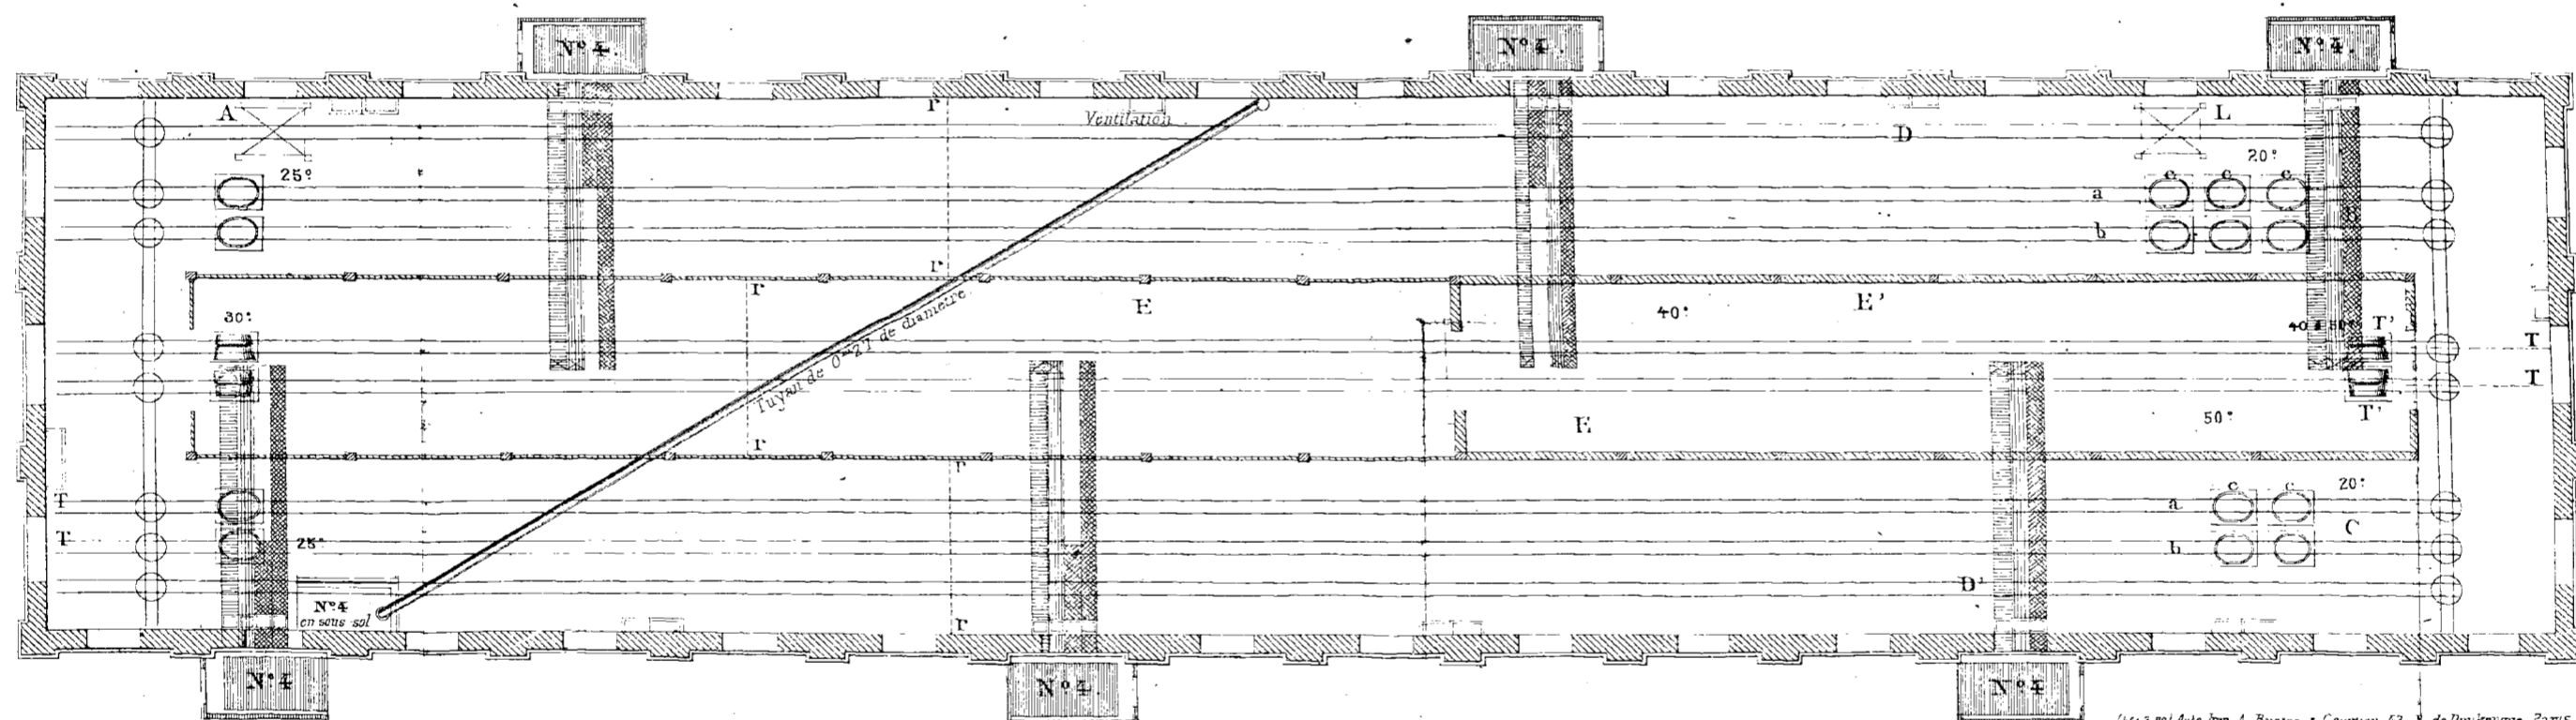 N° 4.
N° 4.
N° 4.
A
r
Ventilation
D
L
25°
20°
c c c
a
b
r
r
E
E'
30°
40°
40 à 50°
T'
T
Tuyau de 0m27 de diamètre
T
T'
50°
E
r
r
T
c c
20°
a
C
T
25°
b
D'
N° 4
en sous sol
r
N° 4
N° 4.
N° 4